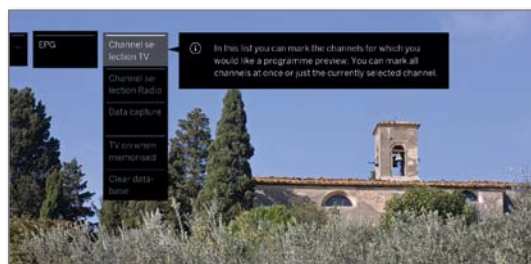 ...
EPG
Channel se-
lection TV
In this list you can mark the channels for which you
would like a programme preview. You can mark all
channels at once or just the currently selected channel.
Channel se-
lection Radio
Data capture
TV on when
memorised
Clear data-
base